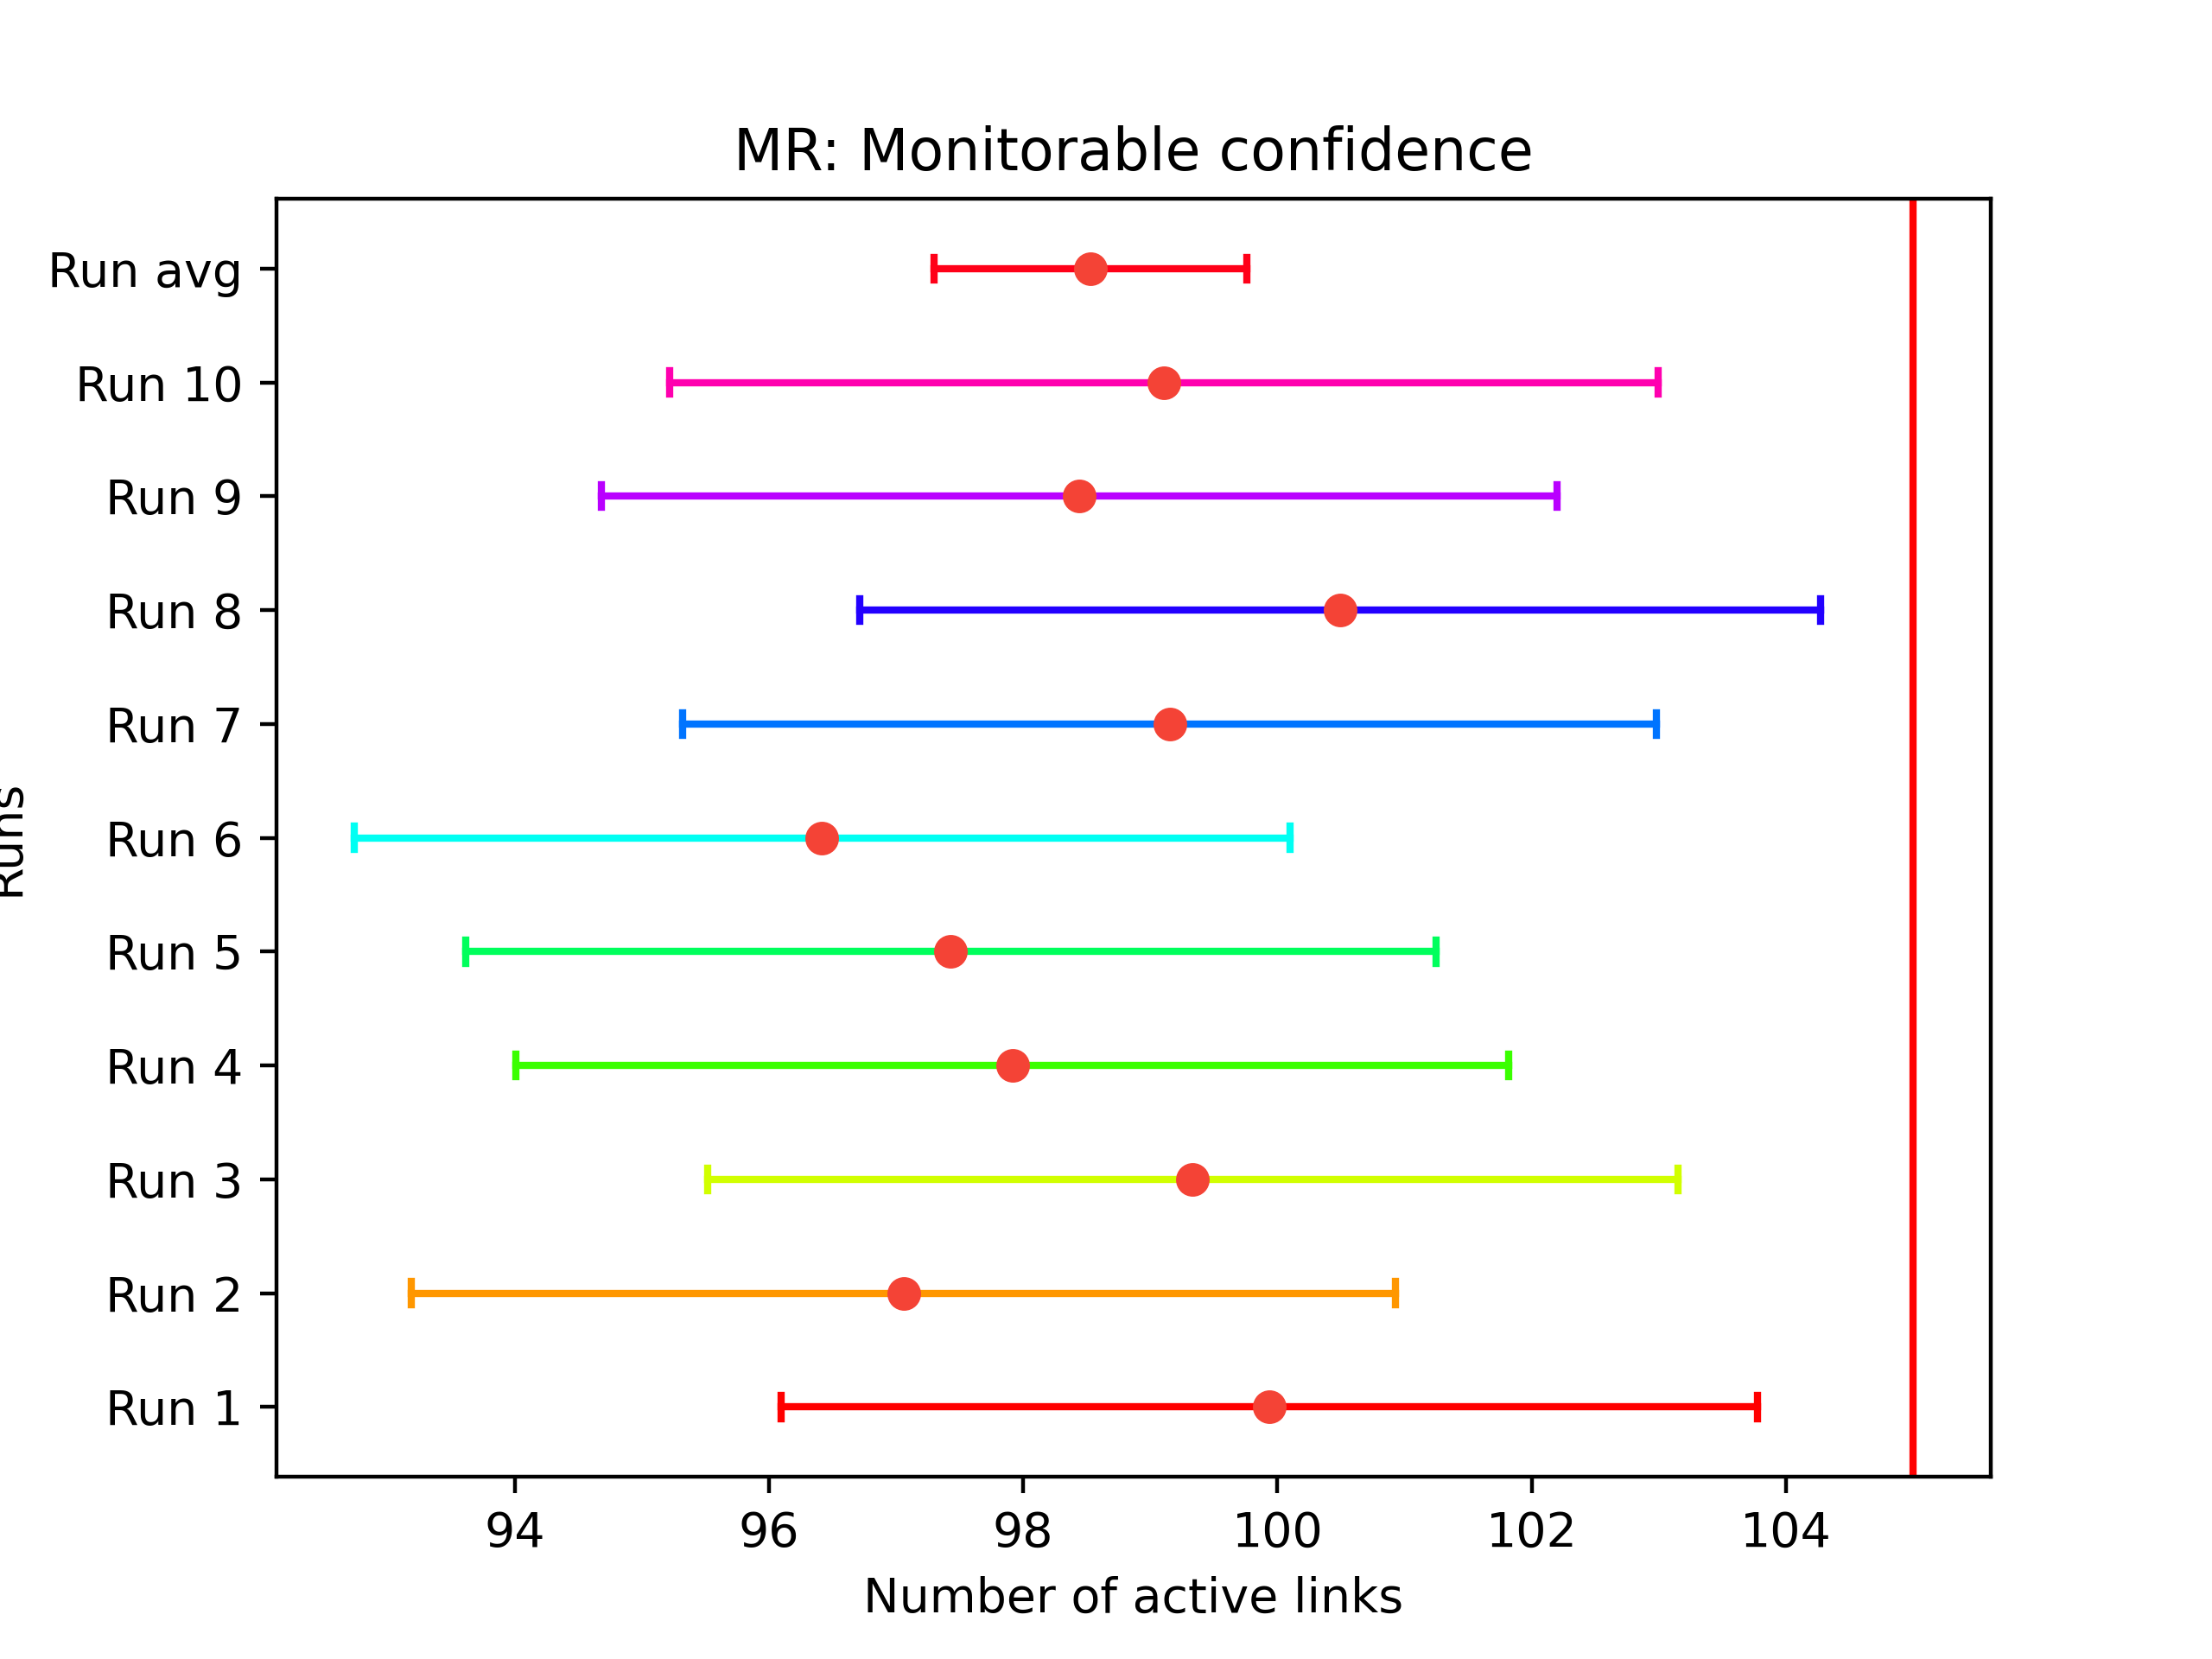 MR: Monitorable confidence
Run avg
Run 10
Run 9
Run 8
Run 7
Run 6
Run 5
Run 4
Run 3
Run 2
Run 1
Runs
94 96 98 100 102 104
Number of active links